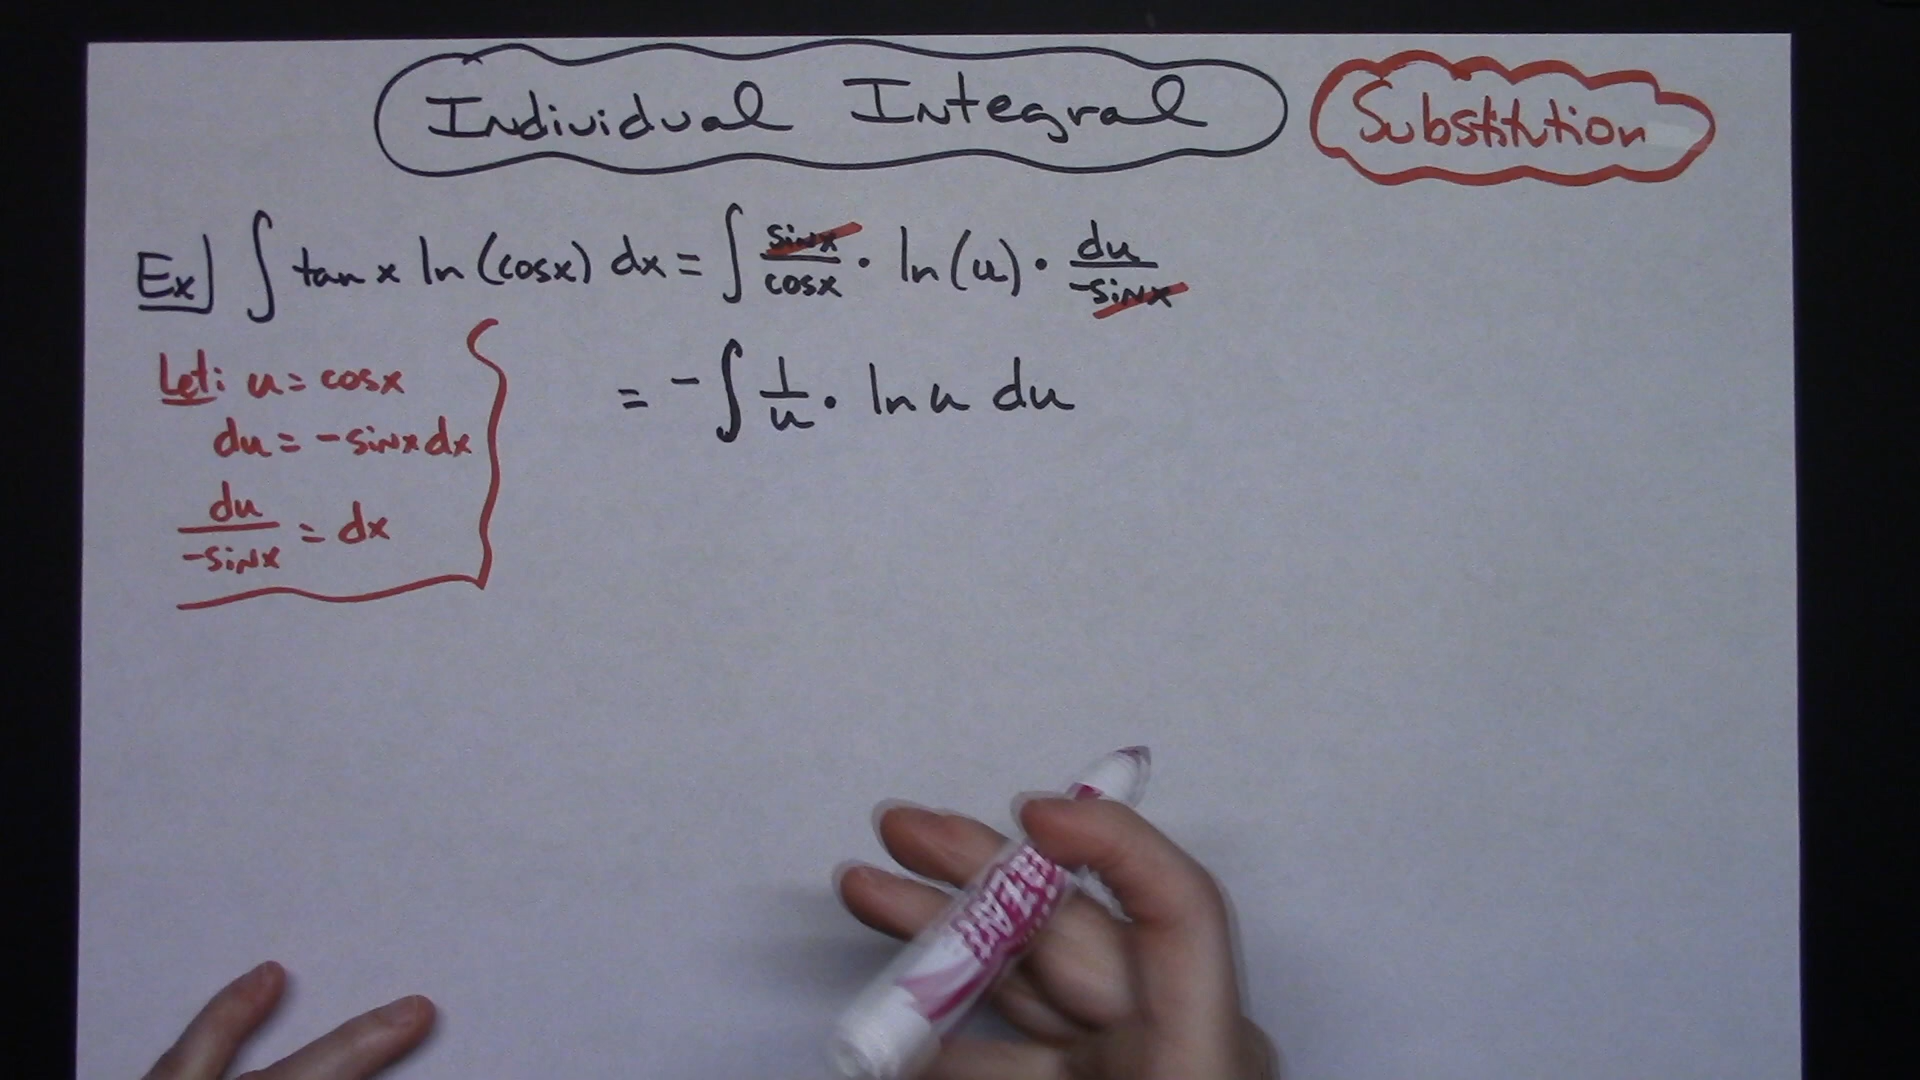 Individual Integral Substitution
Ex] ∫ tan x ln (cosx) dx = ∫ sinx/cosx · ln(u) · du/-sinx
Let: u = cosx
= -∫ 1/u · ln u du
du = -sinx dx
du/-sinx = dx